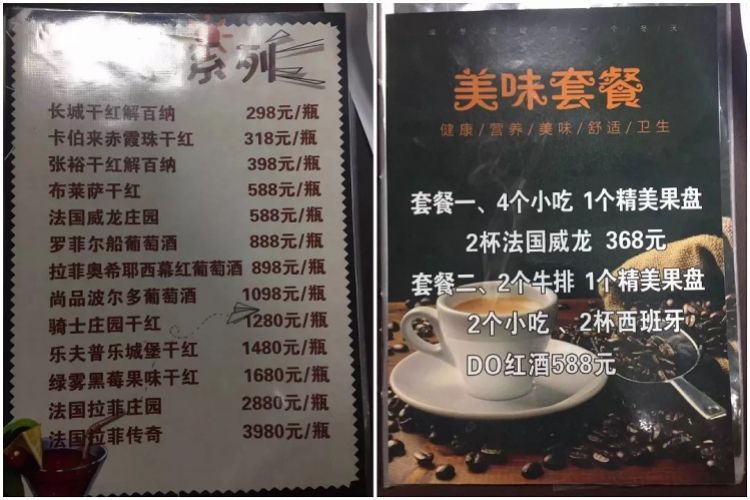 系列
长城干红解百纳 298元/瓶
卡伯来赤霞珠干红 318元/瓶
张裕干红解百纳 398元/瓶
布莱萨干红 588元/瓶
法国威龙庄园 588元/瓶
罗菲尔船葡萄酒 888元/瓶
拉菲奥希耶西幕红葡萄酒 898元/瓶
尚品波尔多葡萄酒 1098元/瓶
骑士庄园干红 1280元/瓶
乐夫普乐城堡干红 1480元/瓶
绿雾黑莓果味干红 1680元/瓶
法国拉菲庄园 2880元/瓶
法国拉菲传奇 3980元/瓶
美味套餐
健康/营养/美味/舒适/卫生
套餐一、4个小吃 1个精美果盘
2杯法国威龙 368元
套餐二、2个牛排 1个精美果盘
2个小吃 2杯西班牙
DO红酒588元